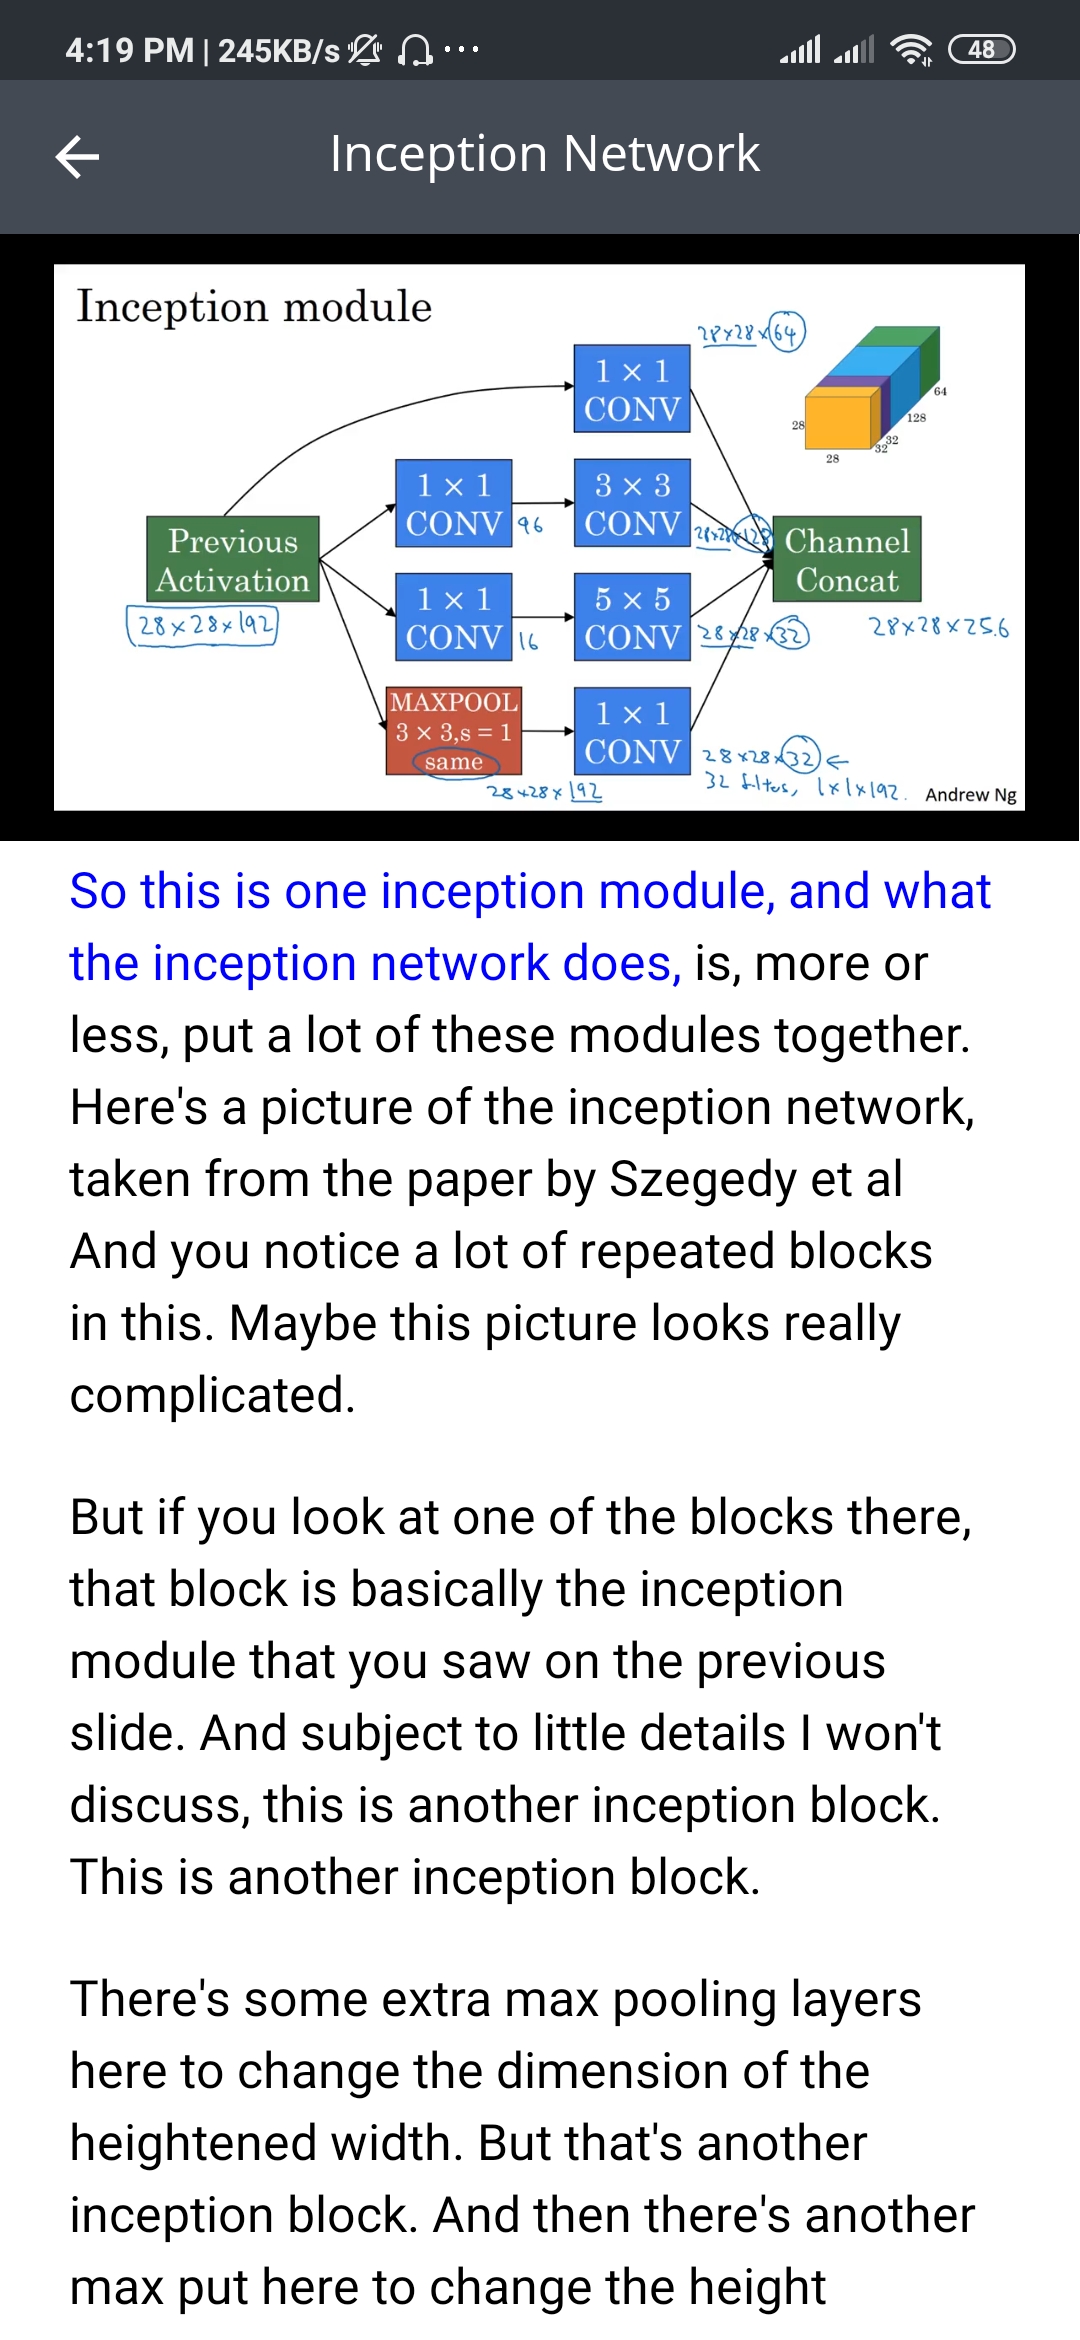 4:19 PM | 245KB/s ... 48
Inception Network
Inception module
28×28×64
1 × 1
CONV
64
128
32
32
28
28
1 × 1
CONV 96
3 × 3
CONV 28×28×128
Previous
Activation
28×28×192
Channel
Concat
28×28×256
1 × 1
CONV 16
5 × 5
CONV 28×28×32
MAXPOOL
3 × 3,s = 1
same
28×28×192
1 × 1
CONV 28×28×32 ←
32 filters, 1×1×192.
Andrew Ng
So this is one inception module, and what
the inception network does, is, more or
less, put a lot of these modules together.
Here's a picture of the inception network,
taken from the paper by Szegedy et al
And you notice a lot of repeated blocks
in this. Maybe this picture looks really
complicated.
But if you look at one of the blocks there,
that block is basically the inception
module that you saw on the previous
slide. And subject to little details I won't
discuss, this is another inception block.
This is another inception block.
There's some extra max pooling layers
here to change the dimension of the
heightened width. But that's another
inception block. And then there's another
max put here to change the height